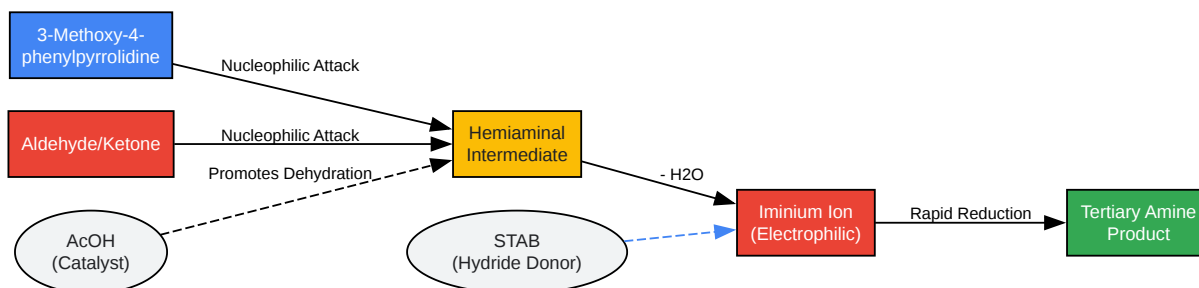 3-Methoxy-4-
phenylpyrrolidine
Nucleophilic Attack
Aldehyde/Ketone
Nucleophilic Attack
Hemiaminal
Intermediate
Promotes Dehydration
- H2O
AcOH
(Catalyst)
STAB
(Hydride Donor)
Iminium Ion
(Electrophilic)
Rapid Reduction
Tertiary Amine
Product